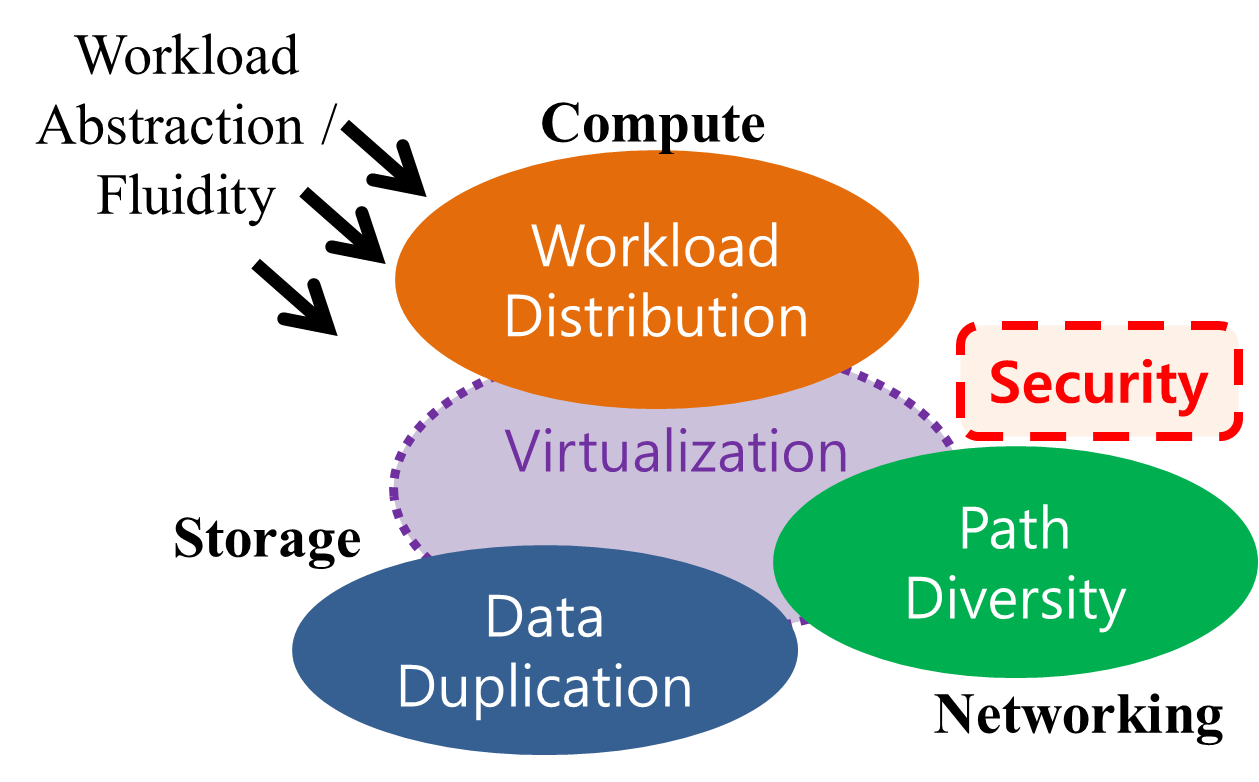 Workload
Abstraction /
Fluidity
Compute
Workload
Distribution
Security
Virtualization
Storage
Path
Diversity
Data
Duplication
Networking